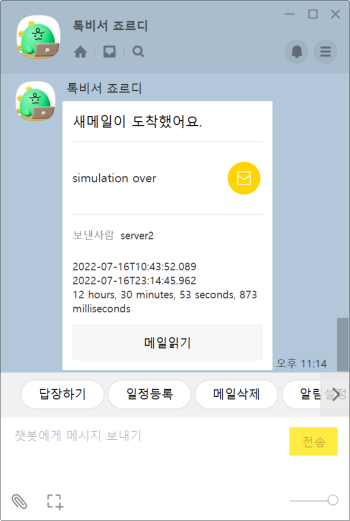 톡비서 죠르디
톡비서 죠르디
새메일이 도착했어요.
simulation over
보낸사람 server2
2022-07-16T10:43:52.089
2022-07-16T23:14:45.962
12 hours, 30 minutes, 53 seconds, 873
milliseconds
메일읽기
오후 11:14
답장하기 일정등록 메일삭제 알림설정
챗봇에게 메시지 보내기
전송